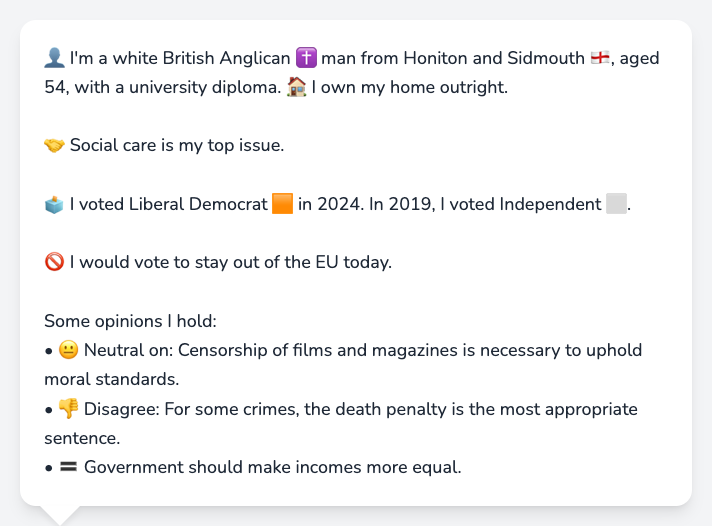 👤 I'm a white British Anglican ✝️ man from Honiton and Sidmouth 🏴󠁧󠁢󠁥󠁮󠁧󠁿, aged
54, with a university diploma. 🏠 I own my home outright.
🤝 Social care is my top issue.
🗳️ I voted Liberal Democrat 🟧 in 2024. In 2019, I voted Independent ⬜.
🚫 I would vote to stay out of the EU today.
Some opinions I hold:
• 😐 Neutral on: Censorship of films and magazines is necessary to uphold
moral standards.
• 👎 Disagree: For some crimes, the death penalty is the most appropriate
sentence.
• 🟰 Government should make incomes more equal.